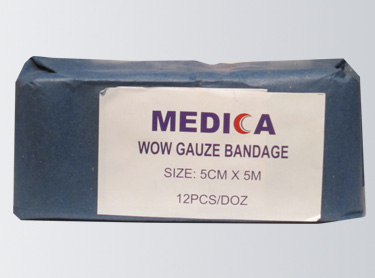 MEDICA
WOW GAUZE BANDAGE
SIZE: 5CM X 5M
12PCS/DOZ